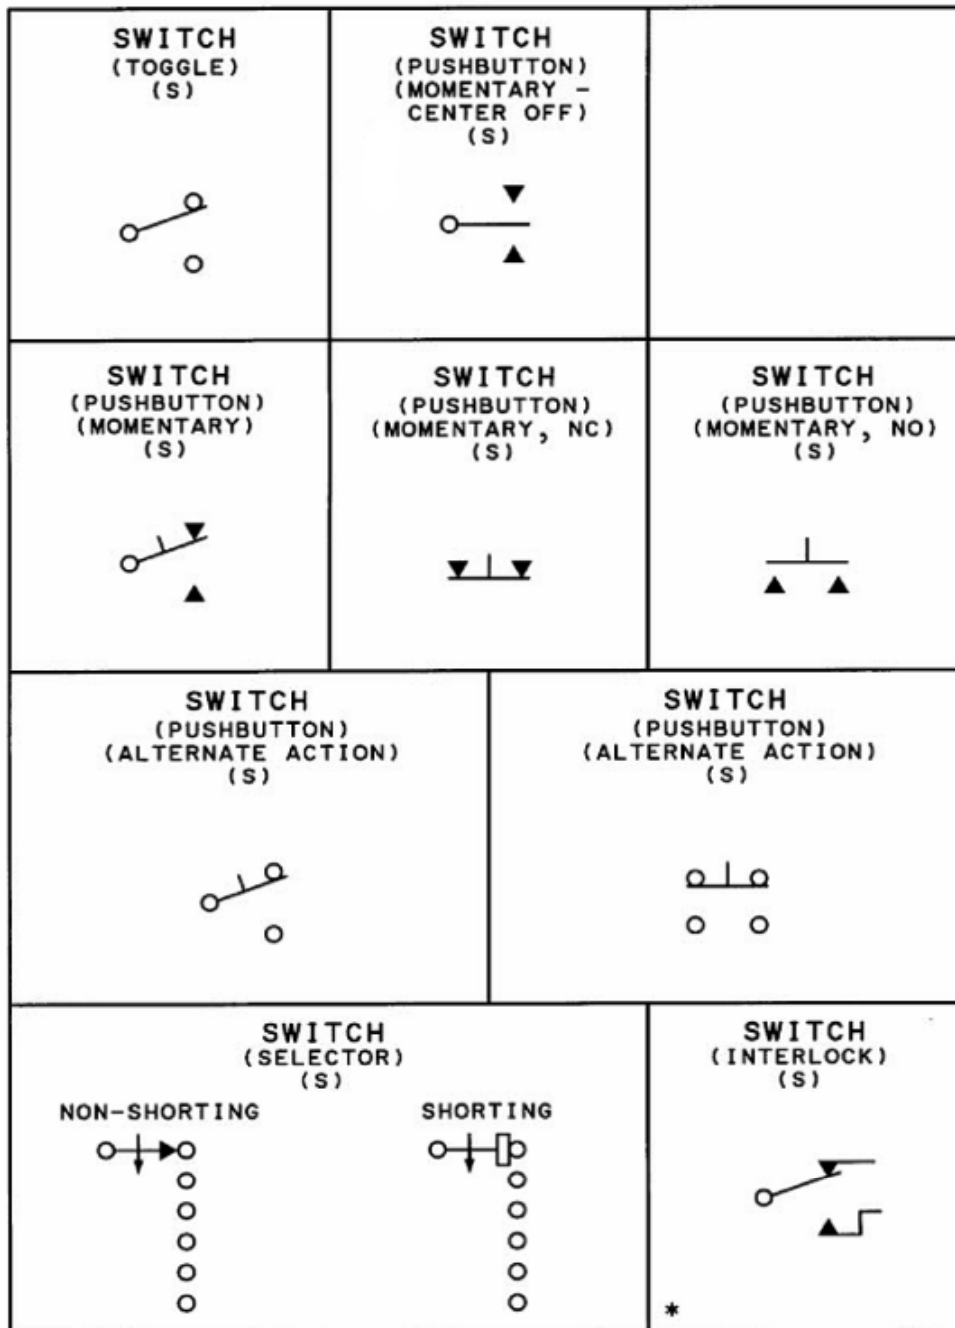 SWITCH
(TOGGLE)
(S)
SWITCH
(PUSHBUTTON)
(MOMENTARY -
CENTER OFF)
(S)
SWITCH
(PUSHBUTTON)
(MOMENTARY)
(S)
SWITCH
(PUSHBUTTON)
(MOMENTARY, NC)
(S)
SWITCH
(PUSHBUTTON)
(MOMENTARY, NO)
(S)
SWITCH
(PUSHBUTTON)
(ALTERNATE ACTION)
(S)
SWITCH
(PUSHBUTTON)
(ALTERNATE ACTION)
(S)
SWITCH
(SELECTOR)
(S)
NON-SHORTING
SHORTING
SWITCH
(INTERLOCK)
(S)
*